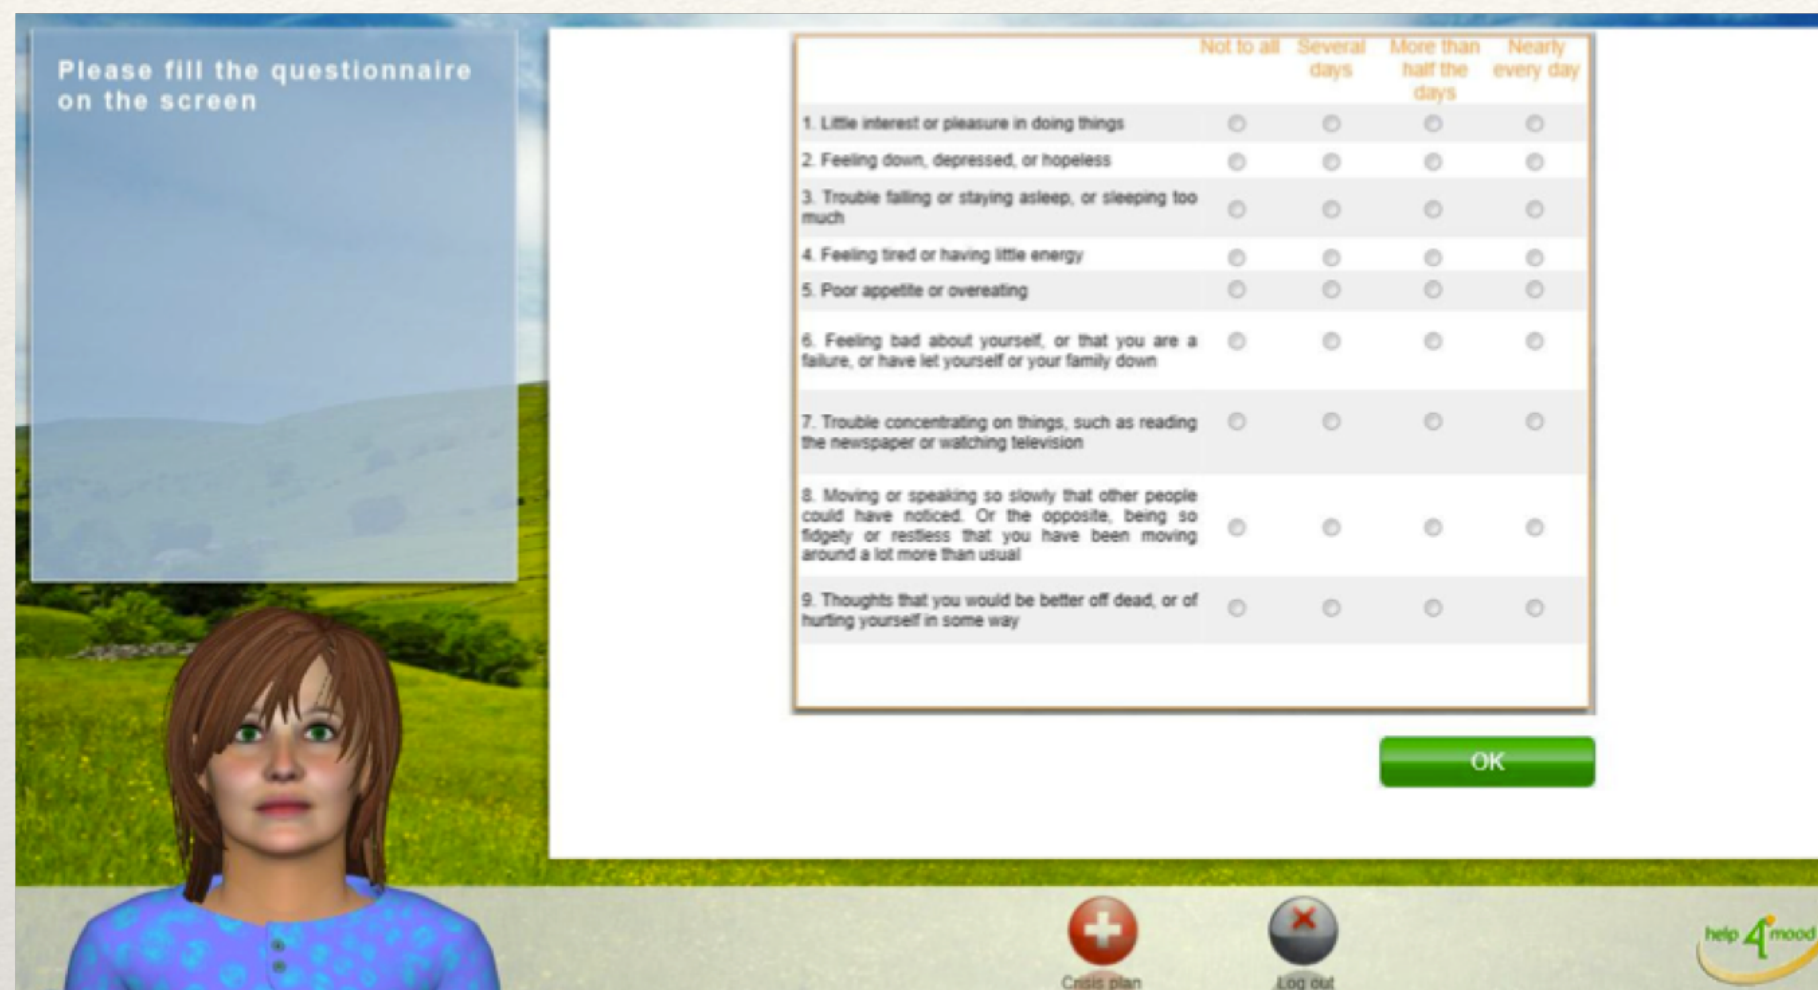 Please fill the questionnaire
on the screen
Not to all
Several
days
More than
half the
days
Nearly
every day
1. Little interest or pleasure in doing things
2. Feeling down, depressed, or hopeless
3. Trouble falling or staying asleep, or sleeping too
much
4. Feeling tired or having little energy
5. Poor appetite or overeating
6. Feeling bad about yourself, or that you are a
failure, or have let yourself or your family down
7. Trouble concentrating on things, such as reading
the newspaper or watching television
8. Moving or speaking so slowly that other people
could have noticed. Or the opposite, being so
fidgety or restless that you have been moving
around a lot more than usual
9. Thoughts that you would be better off dead, or of
hurting yourself in some way
OK
Crisis plan
Log out
help 4 mood